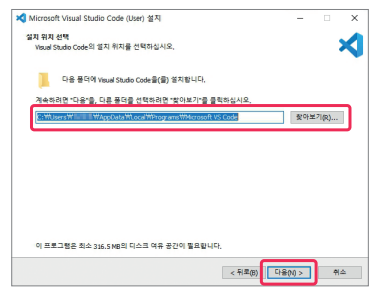 Microsoft Visual Studio Code (User) 설치
설치 위치 선택
Visual Studio Code의 설치 위치를 선택하십시오.
다음 폴더에 Visual Studio Code을(를) 설치합니다.
계속하려면 "다음"을, 다른 폴더를 선택하려면 "찾아보기"를 클릭하십시오.
C:₩Users₩ ₩AppData₩Local₩Programs₩Microsoft VS Code
찾아보기(R)...
이 프로그램은 최소 316.5 MB의 디스크 여유 공간이 필요합니다.
< 뒤로(B)
다음(N) >
취소